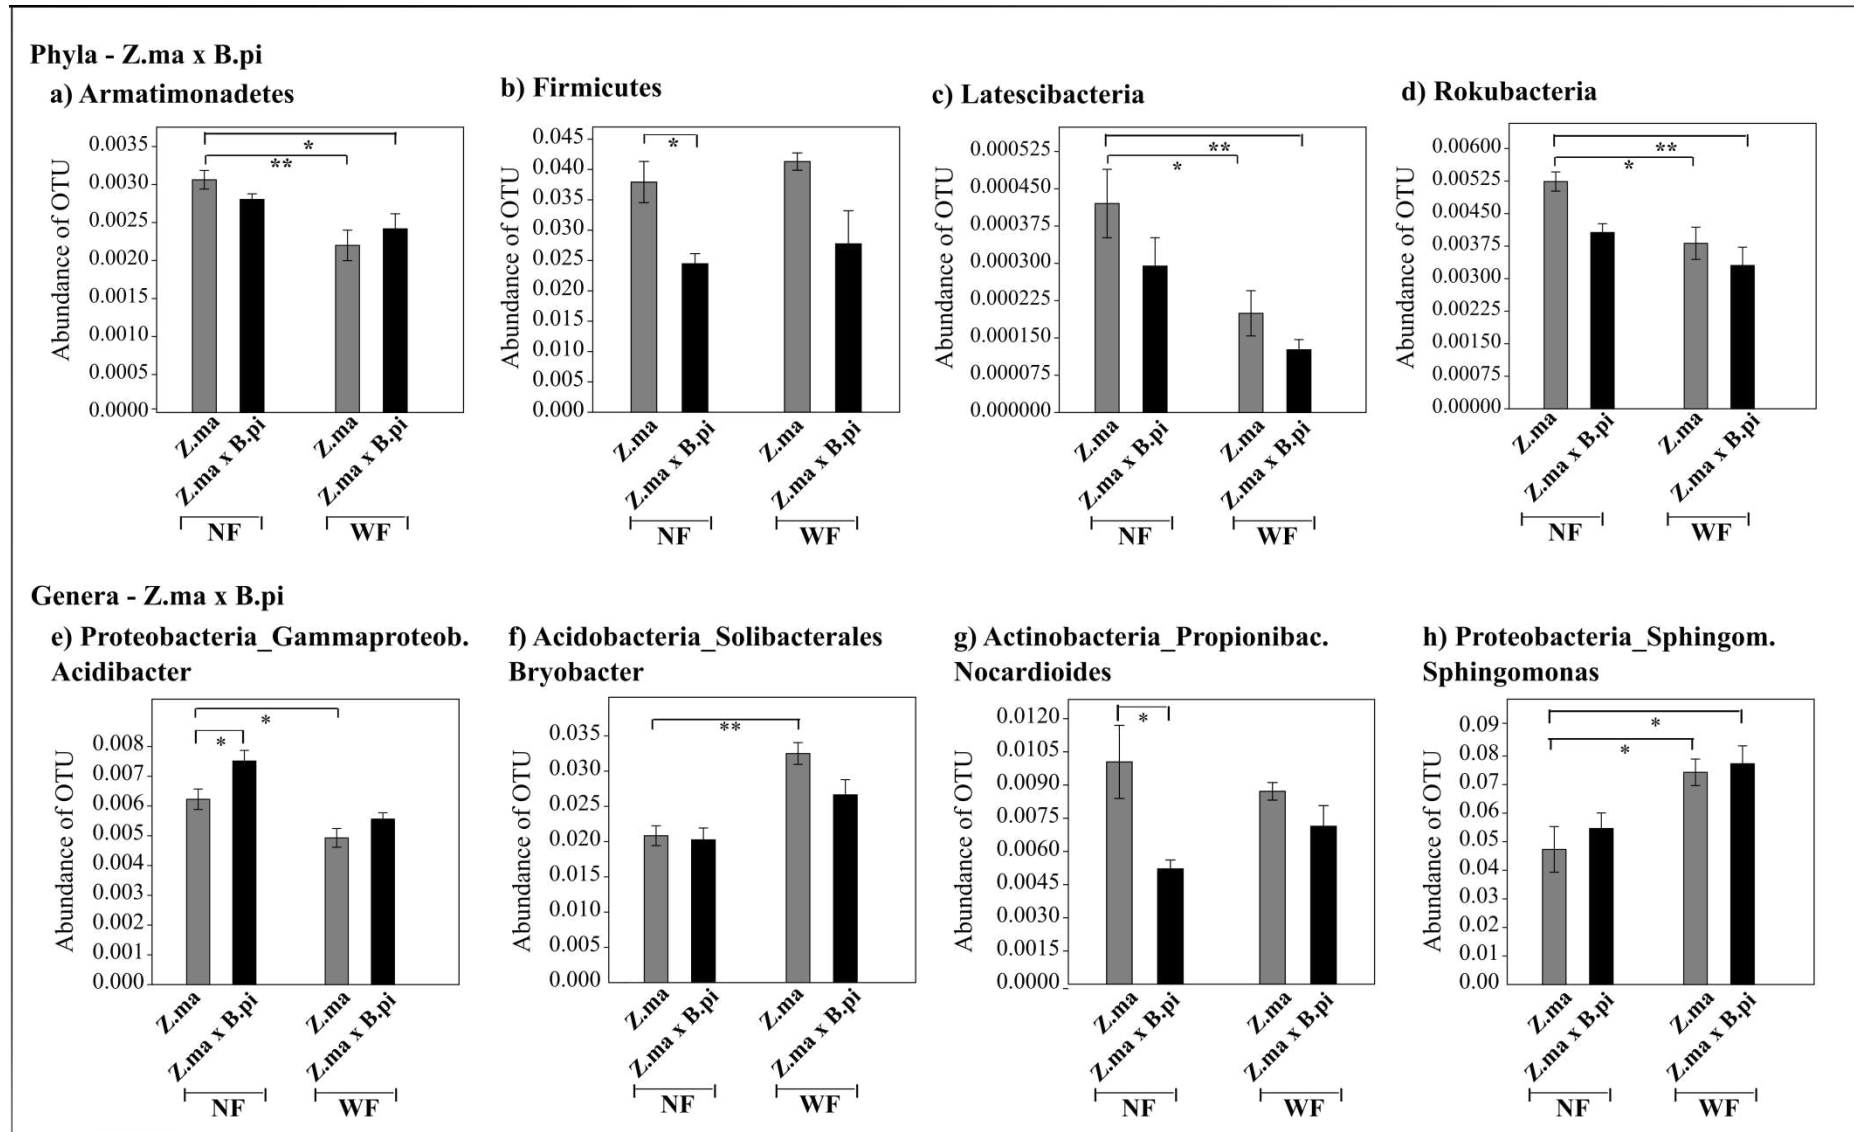 Phyla - Z.ma x B.pi
a) Armatimonadetes
b) Firmicutes
c) Latescibacteria
d) Rokubacteria
Abundance of OTU
0.0035
0.0030
0.0025
0.0020
0.0015
0.0010
0.0005
0.0000
*
**
Z.ma
Z.ma x B.pi
Z.ma
Z.ma x B.pi
NF
WF
Abundance of OTU
0.045
0.040
0.035
0.030
0.025
0.020
0.015
0.010
0.005
0.000
*
Z.ma
Z.ma x B.pi
Z.ma
Z.ma x B.pi
NF
WF
Abundance of OTU
0.000525
0.000450
0.000375
0.000300
0.000225
0.000150
0.000075
0.000000
**
*
Z.ma
Z.ma x B.pi
Z.ma
Z.ma x B.pi
NF
WF
Abundance of OTU
0.00600
0.00525
0.00450
0.00375
0.00300
0.00225
0.00150
0.00075
0.00000
**
*
Z.ma
Z.ma x B.pi
Z.ma
Z.ma x B.pi
NF
WF
Genera - Z.ma x B.pi
e) Proteobacteria_Gammaproteob.
Acidibacter
f) Acidobacteria_Solibacterales
Bryobacter
g) Actinobacteria_Propionibac.
Nocardioides
h) Proteobacteria_Sphingom.
Sphingomonas
Abundance of OTU
0.008
0.007
0.006
0.005
0.004
0.003
0.002
0.001
0.000
*
*
Z.ma
Z.ma x B.pi
Z.ma
Z.ma x B.pi
NF
WF
Abundance of OTU
0.035
0.030
0.025
0.020
0.015
0.010
0.005
0.000
**
Z.ma
Z.ma x B.pi
Z.ma
Z.ma x B.pi
NF
WF
Abundance of OTU
0.0120
0.0105
0.0090
0.0075
0.0060
0.0045
0.0030
0.0015
0.0000
*
Z.ma
Z.ma x B.pi
Z.ma
Z.ma x B.pi
NF
WF
Abundance of OTU
0.09
0.08
0.07
0.06
0.05
0.04
0.03
0.02
0.01
0.00
*
*
Z.ma
Z.ma x B.pi
Z.ma
Z.ma x B.pi
NF
WF